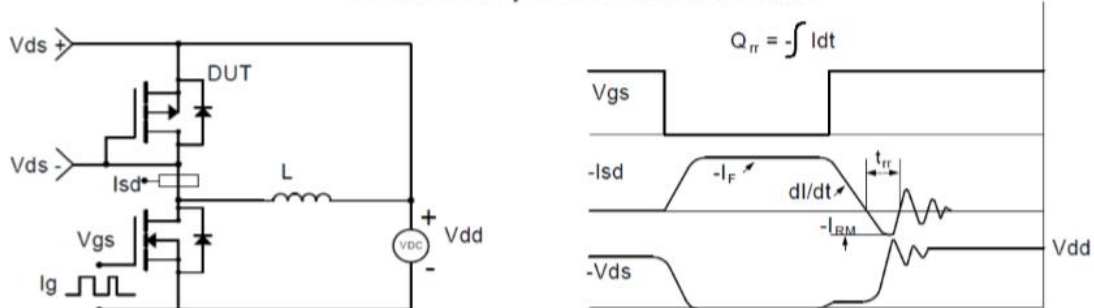 Vds +
DUT
Vds -
Isd
L
Vgs
Ig
+
VDC
-
Vdd
Qrr = -∫ Idt
Vgs
-Isd
-IF
dI/dt
trr
-IRM
Vdd
-Vds